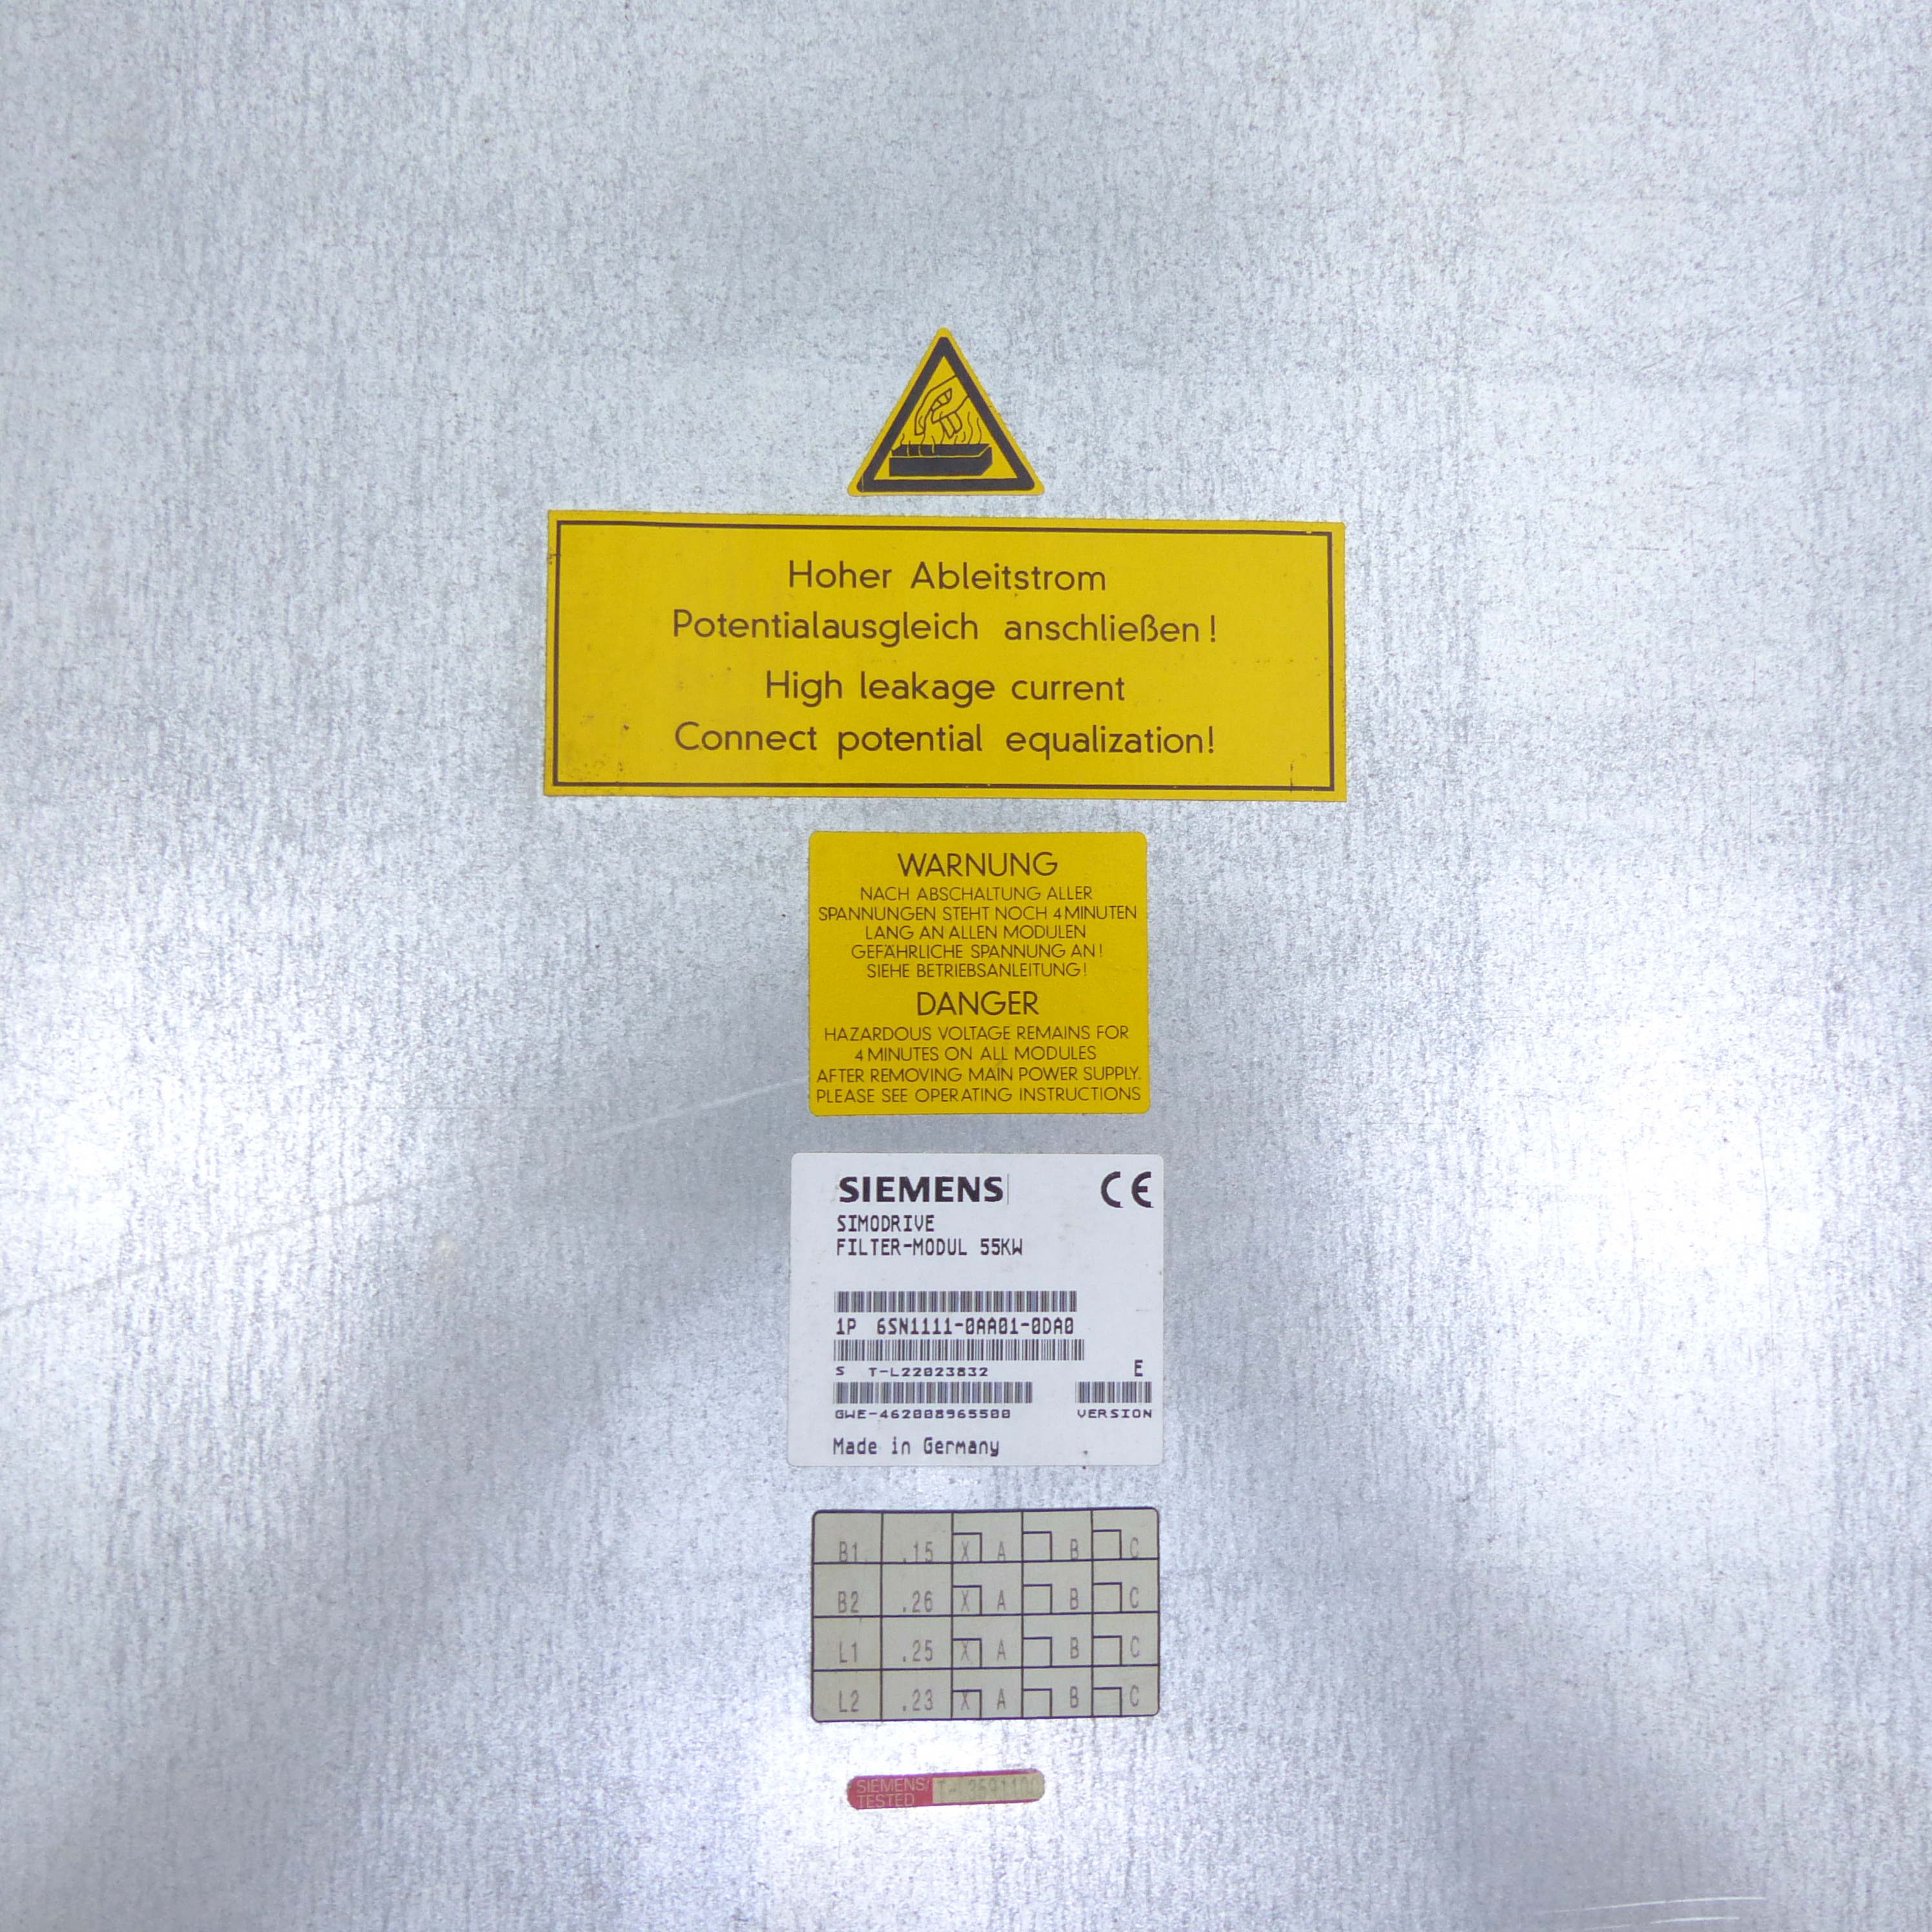 Hoher Ableitstrom
Potentialausgleich anschließen!
High leakage current
Connect potential equalization!
WARNUNG
NACH ABSCHALTUNG ALLER
SPANNUNGEN STEHT NOCH 4 MINUTEN
LANG AN ALLEN MODULEN
GEFÄHRLICHE SPANNUNG AN!
SIEHE BETRIEBSANLEITUNG!
DANGER
HAZARDOUS VOLTAGE REMAINS FOR
4 MINUTES ON ALL MODULES
AFTER REMOVING MAIN POWER SUPPLY.
PLEASE SEE OPERATING INSTRUCTIONS
SIEMENS CE
SIMODRIVE
FILTER-MODUL 55KW
1P 6SN1111-0AA01-0DA0
S T-L22023832 E
GWE-462008965500 VERSION
Made in Germany
B1 .15 X A B C
B2 .26 X A B C
L1 .25 X A B C
L2 .23 X A B C
SIEMENS/
TESTED